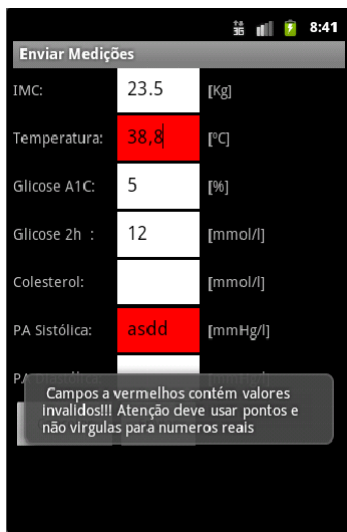 3G 8:41
Enviar Medições
IMC: 23.5 [Kg]
Temperatura: 38,8 [ºC]
Glicose A1C: 5 [%]
Glicose 2h : 12 [mmol/l]
Colesterol: [mmol/l]
PA Sistólica: asdd [mmHg/l]
Campos a vermelhos contém valores
invalidos!!! Atenção deve usar pontos e
não virgulas para numeros reais